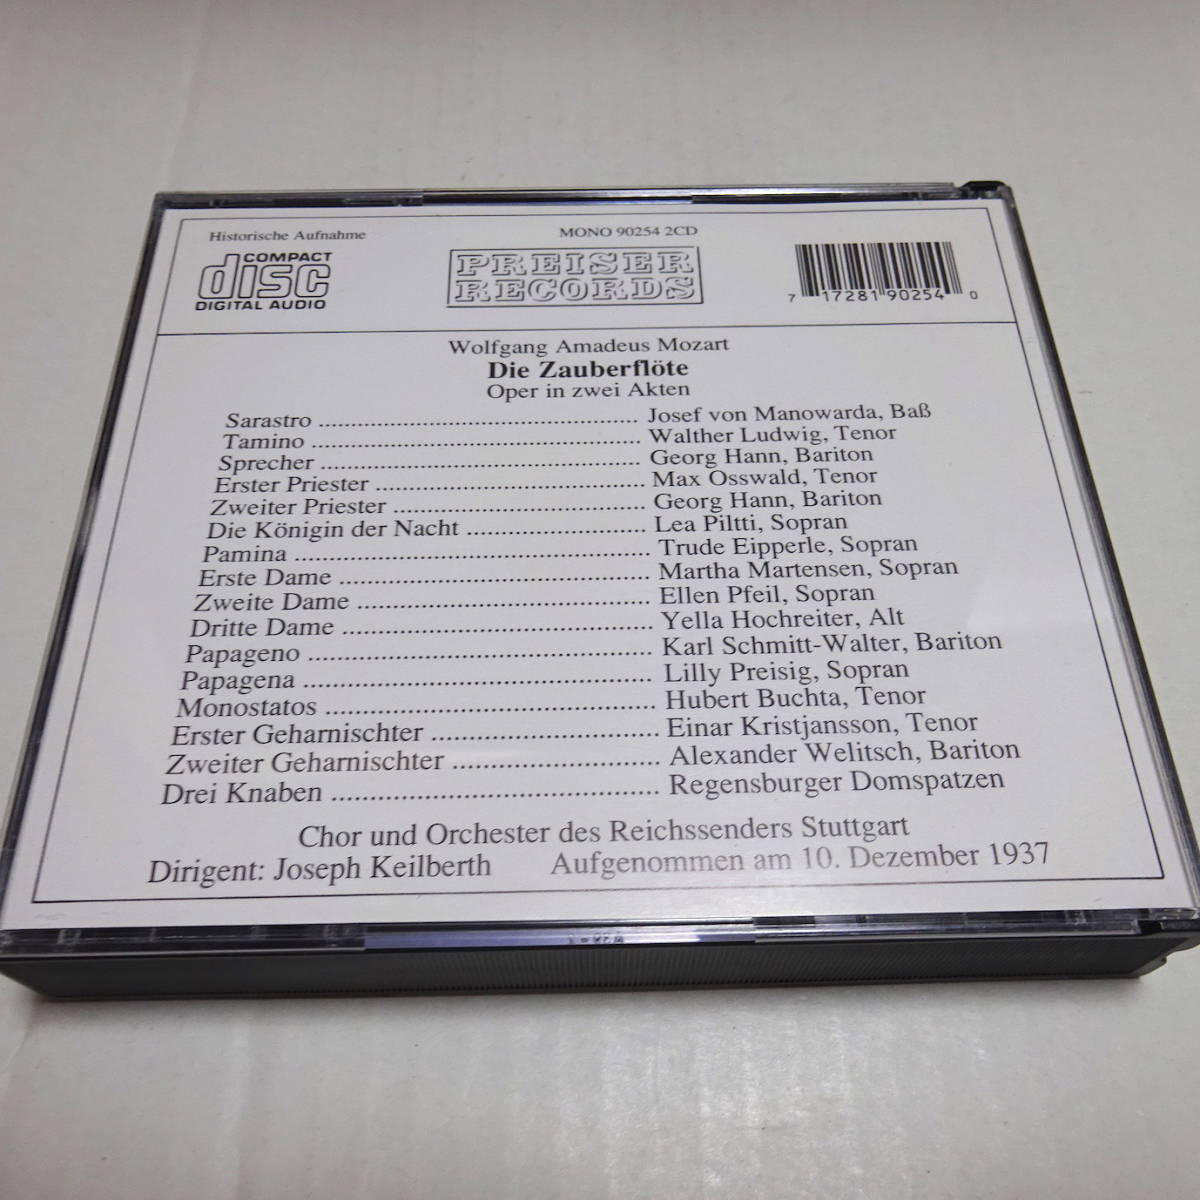 Historische Aufnahme
MONO 90254 2CD
COMPACT
disc
DIGITAL AUDIO
PREISER
RECORDS
7 17281 90254 0
Wolfgang Amadeus Mozart
Die Zauberflöte
Oper in zwei Akten
Sarastro ........ Josef von Manowarda, Baß
Tamino ........ Walther Ludwig, Tenor
Sprecher ........ Georg Hann, Bariton
Erster Priester ........ Max Osswald, Tenor
Zweiter Priester ........ Georg Hann, Bariton
Die Königin der Nacht ........ Lea Piltti, Sopran
Pamina ........ Trude Eipperle, Sopran
Erste Dame ........ Martha Martensen, Sopran
Zweite Dame ........ Ellen Pfeil, Sopran
Dritte Dame ........ Yella Hochreiter, Alt
Papageno ........ Karl Schmitt-Walter, Bariton
Papagena ........ Lilly Preisig, Sopran
Monostatos ........ Hubert Buchta, Tenor
Erster Geharnischter ........ Einar Kristjansson, Tenor
Zweiter Geharnischter ........ Alexander Welitsch, Bariton
Drei Knaben ........ Regensburger Domspatzen
Chor und Orchester des Reichssenders Stuttgart
Dirigent: Joseph Keilberth Aufgenommen am 10. Dezember 1937